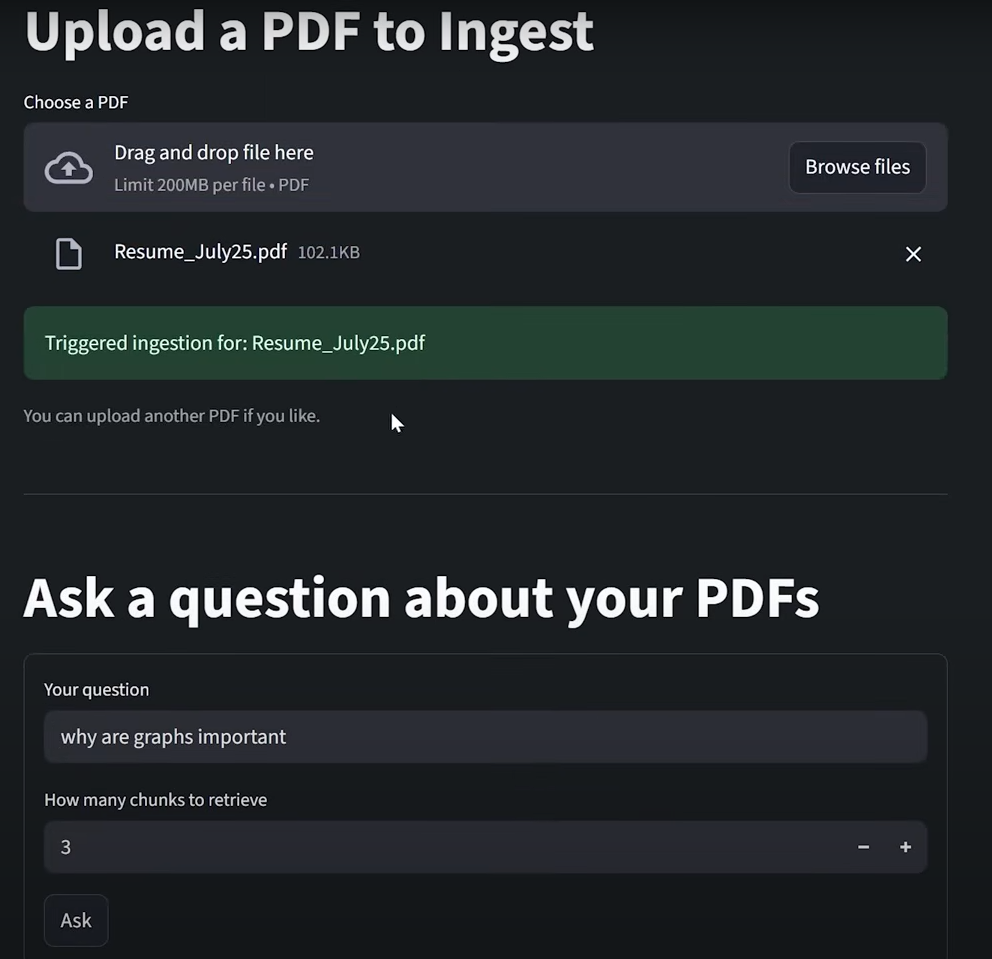 Upload a PDF to Ingest
Choose a PDF
Drag and drop file here
Limit 200MB per file • PDF
Browse files
Resume_July25.pdf 102.1KB
Triggered ingestion for: Resume_July25.pdf
You can upload another PDF if you like.
Ask a question about your PDFs
Your question
why are graphs important
How many chunks to retrieve
3
Ask